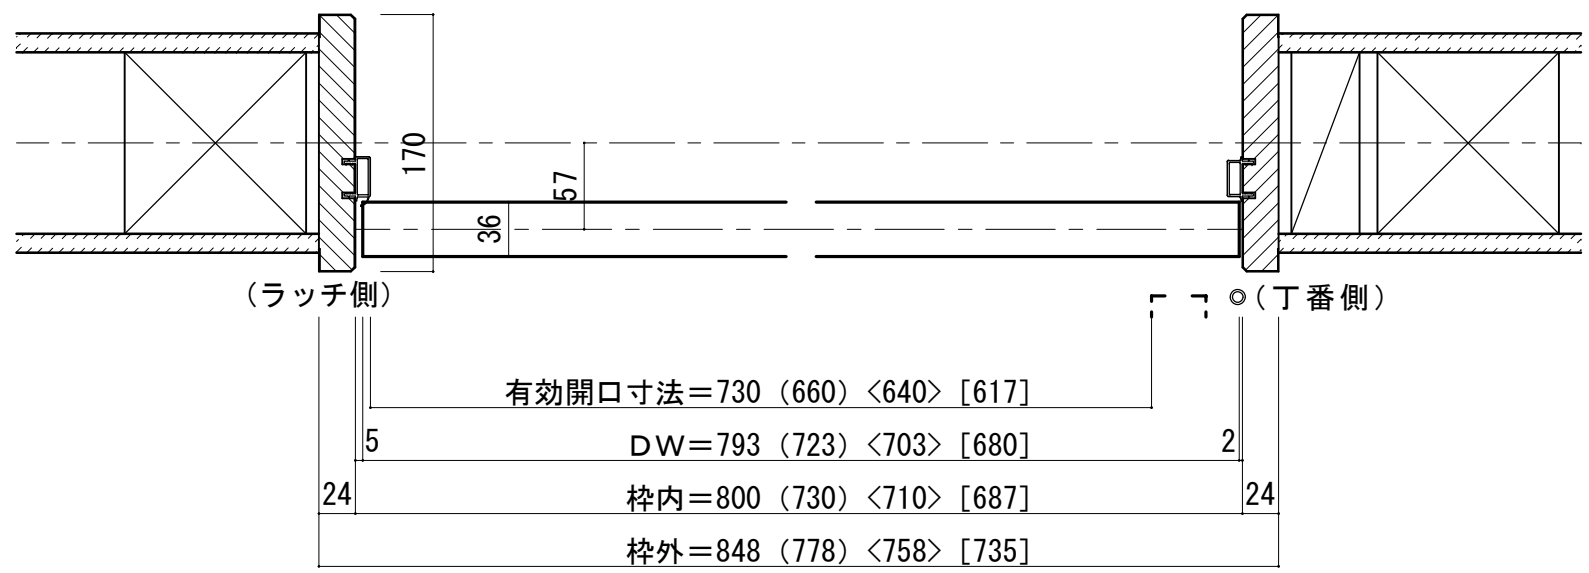 170
57
36
(ラッチ側)
(丁番側)
有効開口寸法=730 (660) <640> [617]
5
DW=793 (723) <703> [680]
2
24
枠内=800 (730) <710> [687]
24
枠外=848 (778) <758> [735]